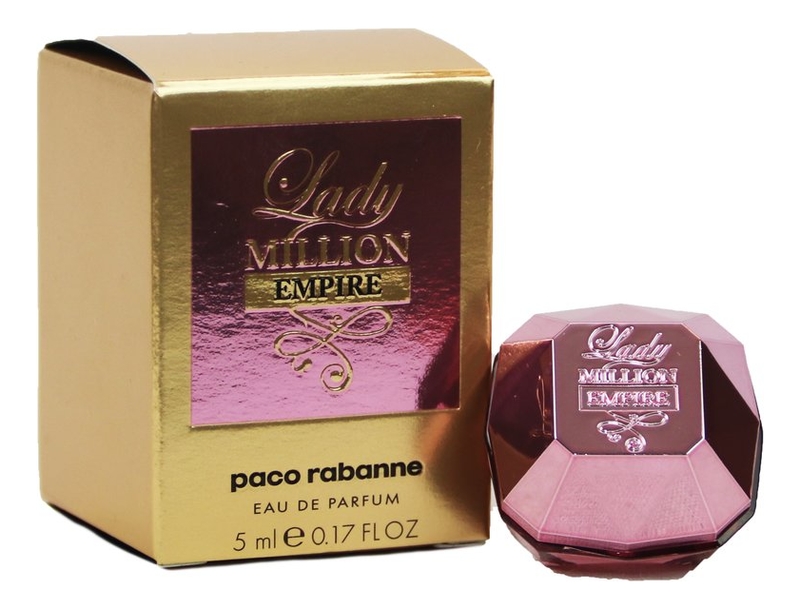 Lady
MILLION
EMPIRE
paco rabanne
EAU DE PARFUM
5 ml e 0.17 FL OZ
Lady
MILLION
EMPIRE